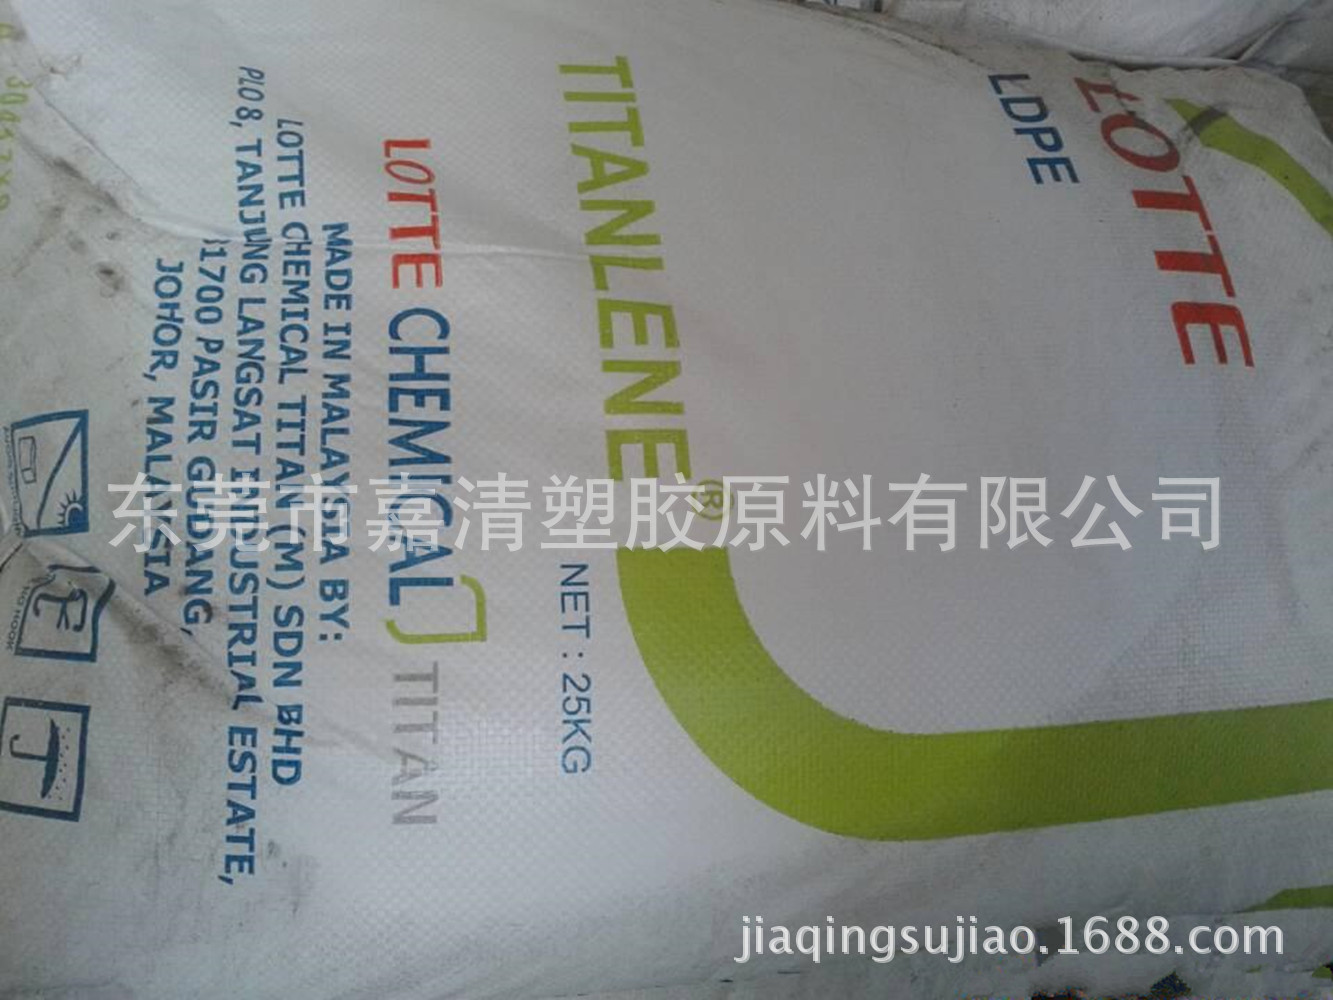 LOTTE
LDPE
TITANLENE®
NET : 25KG
LOTTE CHEMICAL TITAN
MADE IN MALAYSIA BY:
LOTTE CHEMICAL TITAN (M) SDN BHD
PLO 8, TANJUNG LANGSAT INDUSTRIAL ESTATE,
81700 PASIR GUDANG,
JOHOR, MALAYSIA
NO HOOK
东莞市嘉清塑胶原料有限公司
jiaqingsujiao.1688.com